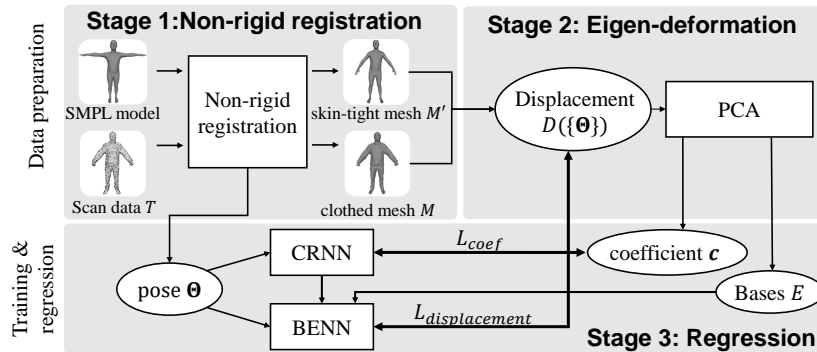 Stage 1:Non-rigid registration
Stage 2: Eigen-deformation
Data preparation
SMPL model
Non-rigid
registration
skin-tight mesh M′
Displacement
D({Θ})
PCA
Scan data T
clothed mesh M
Training &
regression
pose Θ
CRNN
L_coef
coefficient c
BENN
L_displacement
Bases E
Stage 3: Regression